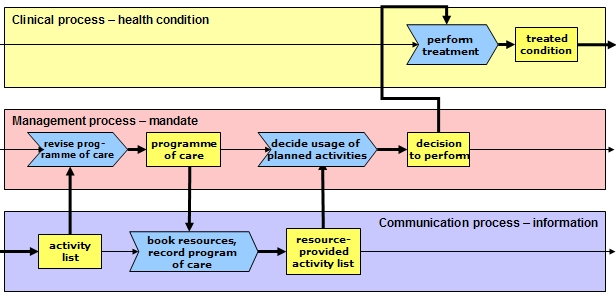 Clinical process – health condition
perform
treatment
treated
condition
Management process – mandate
revise prog-
ramme of care
programme
of care
decide usage of
planned activities
decision
to perform
Communication process – information
activity
list
book resources,
record program
of care
resource-
provided
activity list